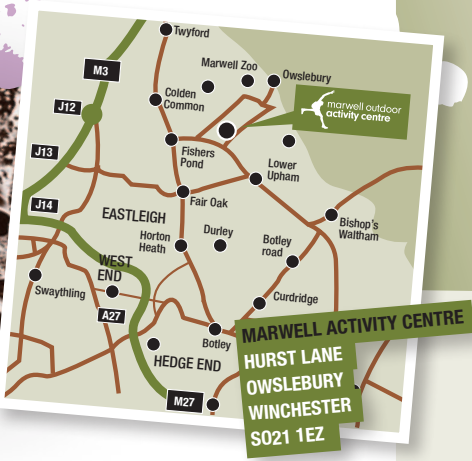 Twyford
M3
Marwell Zoo
Owslebury
Colden
Common
J12
marwell outdoor
activity centre
J13
Fishers
Pond
Lower
Upham
J14
Fair Oak
EASTLEIGH
Bishop's
Waltham
Horton
Heath
Durley
Botley
road
WEST
END
Swaythling
Curdridge
A27
Botley
HEDGE END
M27
MARWELL ACTIVITY CENTRE
HURST LANE
OWSLEBURY
WINCHESTER
SO21 1EZ